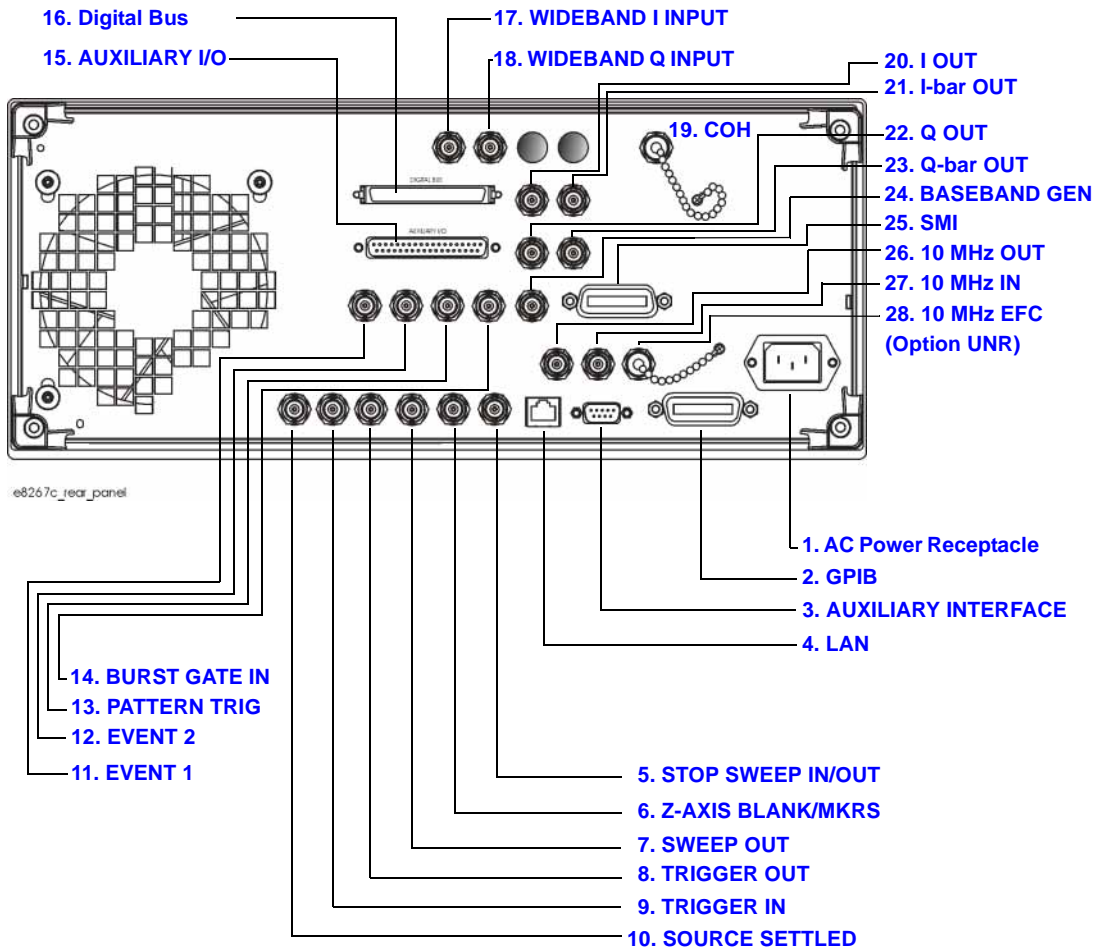 16. Digital Bus
17. WIDEBAND I INPUT
15. AUXILIARY I/O
18. WIDEBAND Q INPUT
20. I OUT
21. I-bar OUT
19. COH
22. Q OUT
23. Q-bar OUT
24. BASEBAND GEN
25. SMI
26. 10 MHz OUT
27. 10 MHz IN
28. 10 MHz EFC
(Option UNR)
DIGITAL BUS
AUXILIARY I/O
e8267c_rear_panel
1. AC Power Receptacle
2. GPIB
3. AUXILIARY INTERFACE
4. LAN
14. BURST GATE IN
13. PATTERN TRIG
12. EVENT 2
11. EVENT 1
5. STOP SWEEP IN/OUT
6. Z-AXIS BLANK/MKRS
7. SWEEP OUT
8. TRIGGER OUT
9. TRIGGER IN
10. SOURCE SETTLED